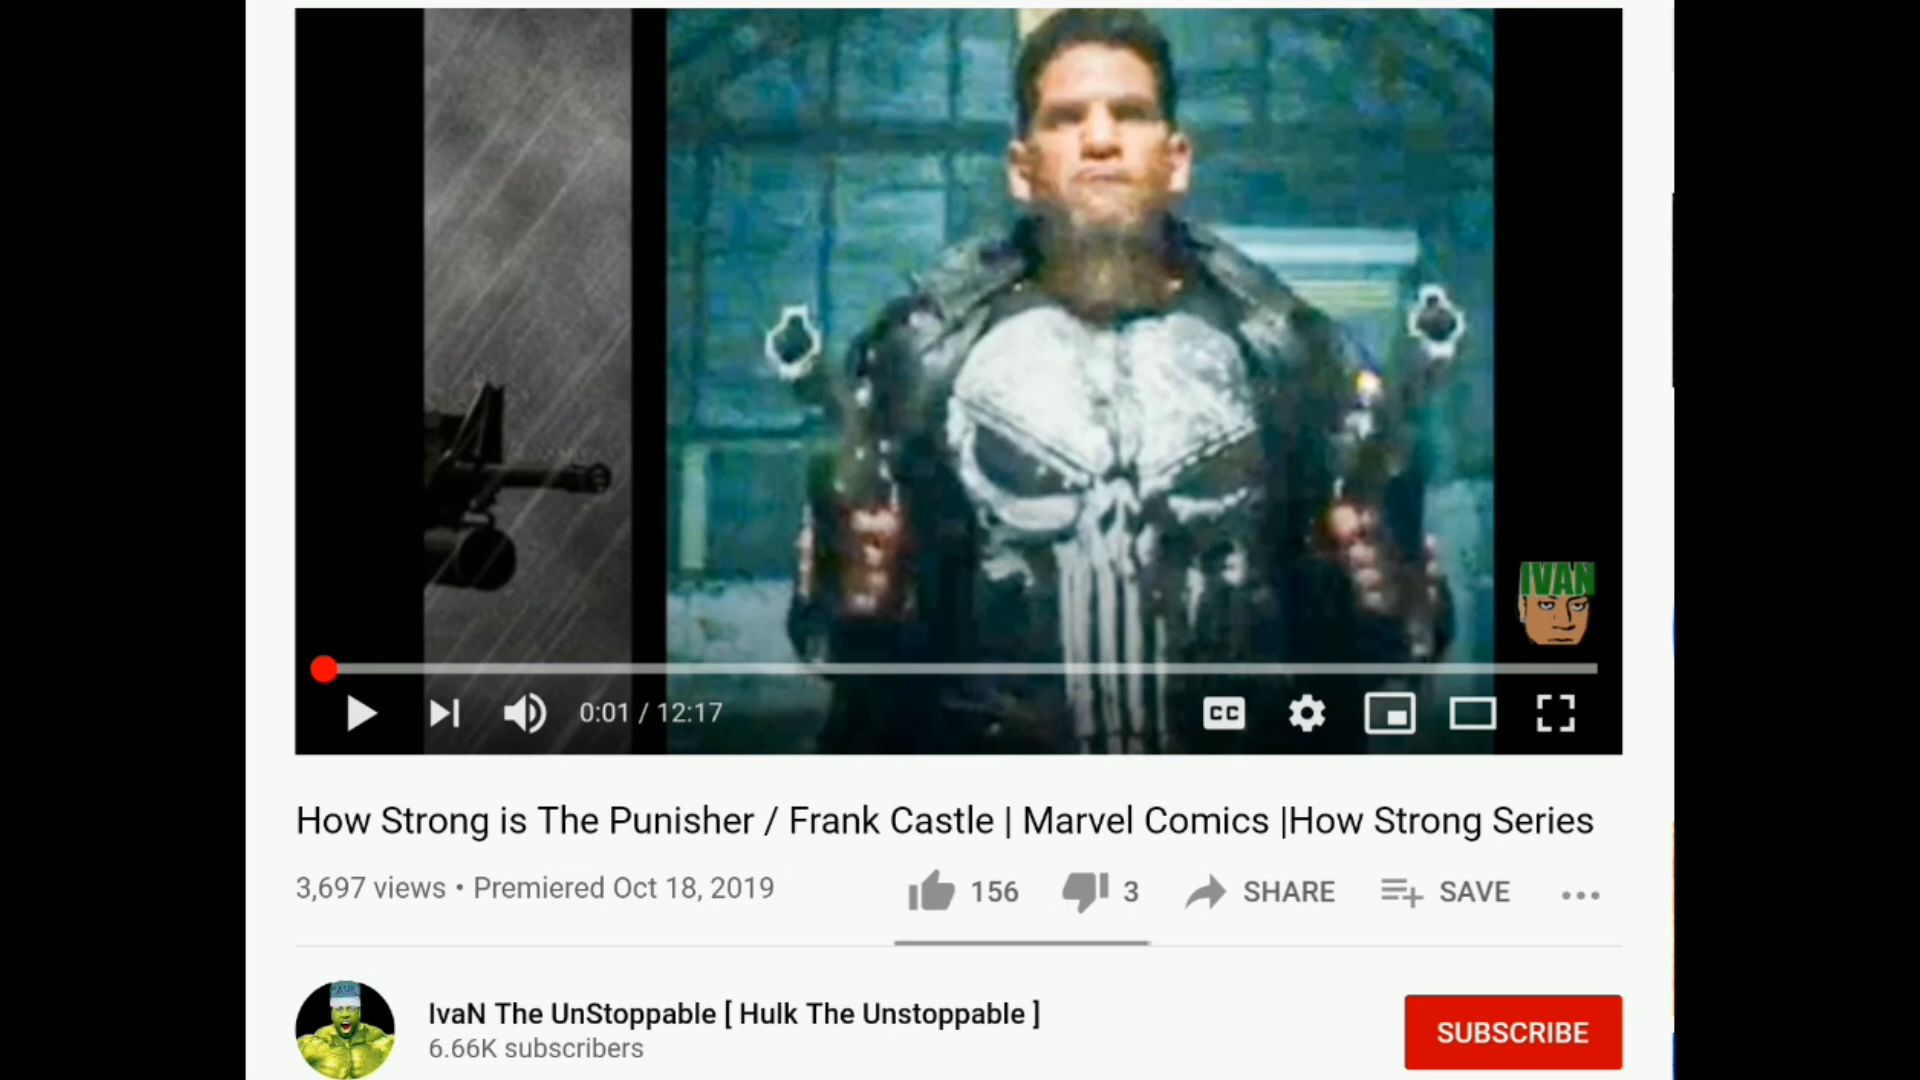 IVAN
0:01 / 12:17
CC
How Strong is The Punisher / Frank Castle | Marvel Comics |How Strong Series
3,697 views • Premiered Oct 18, 2019
156
3
SHARE
SAVE
IvaN The UnStoppable [ Hulk The Unstoppable ]
6.66K subscribers
SUBSCRIBE